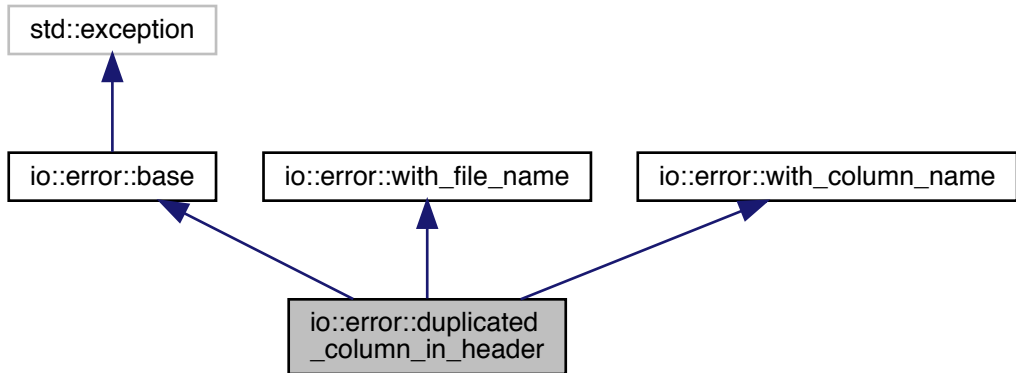 std::exception
io::error::base
io::error::with_file_name
io::error::with_column_name
io::error::duplicated
_column_in_header